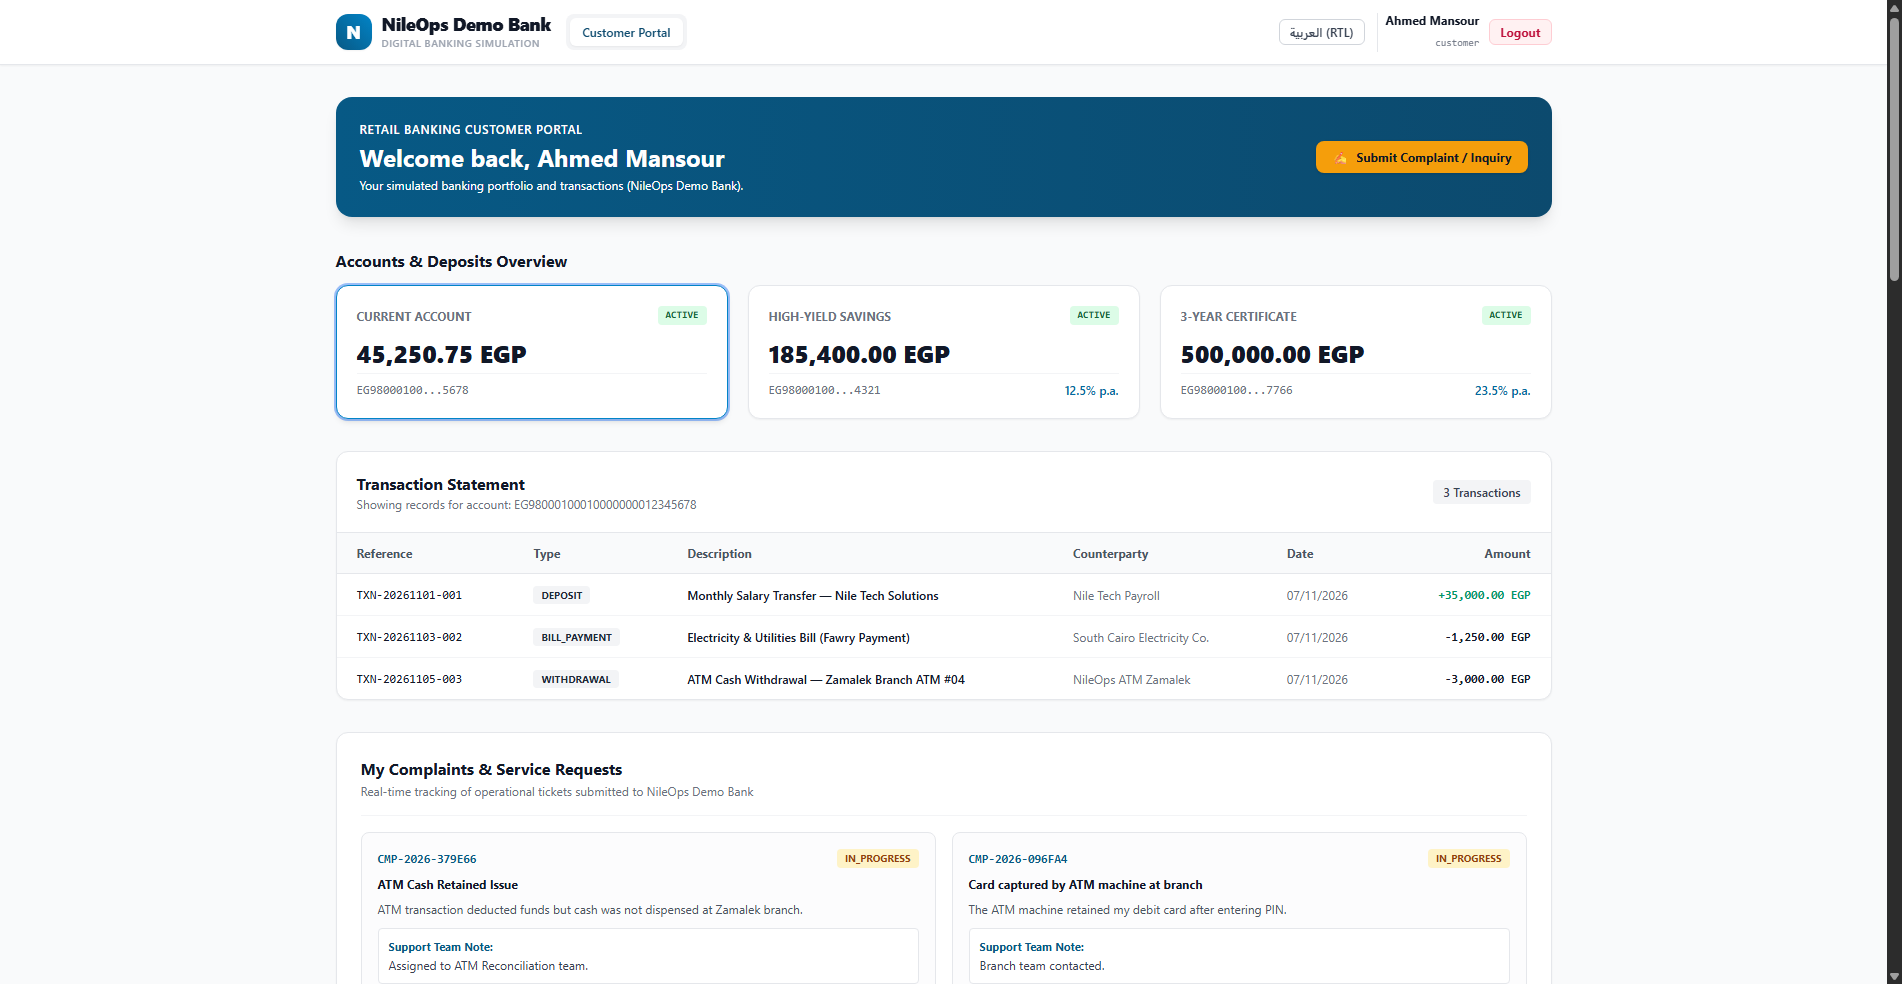 N
NileOps Demo Bank
DIGITAL BANKING SIMULATION
Customer Portal
العربية (RTL)
Ahmed Mansour
customer
Logout
RETAIL BANKING CUSTOMER PORTAL
Welcome back, Ahmed Mansour
Your simulated banking portfolio and transactions (NileOps Demo Bank).
Submit Complaint / Inquiry
Accounts & Deposits Overview
CURRENT ACCOUNT ACTIVE
45,250.75 EGP
EG98000100...5678
HIGH-YIELD SAVINGS ACTIVE
185,400.00 EGP
EG98000100...4321 12.5% p.a.
3-YEAR CERTIFICATE ACTIVE
500,000.00 EGP
EG98000100...7766 23.5% p.a.
Transaction Statement
Showing records for account: EG98000100010000000012345678
3 Transactions
Reference Type Description Counterparty Date Amount
TXN-20261101-001 DEPOSIT Monthly Salary Transfer — Nile Tech Solutions Nile Tech Payroll 07/11/2026 +35,000.00 EGP
TXN-20261103-002 BILL_PAYMENT Electricity & Utilities Bill (Fawry Payment) South Cairo Electricity Co. 07/11/2026 -1,250.00 EGP
TXN-20261105-003 WITHDRAWAL ATM Cash Withdrawal — Zamalek Branch ATM #04 NileOps ATM Zamalek 07/11/2026 -3,000.00 EGP
My Complaints & Service Requests
Real-time tracking of operational tickets submitted to NileOps Demo Bank
CMP-2026-379E66 IN_PROGRESS
ATM Cash Retained Issue
ATM transaction deducted funds but cash was not dispensed at Zamalek branch.
Support Team Note:
Assigned to ATM Reconciliation team.
CMP-2026-096FA4 IN_PROGRESS
Card captured by ATM machine at branch
The ATM machine retained my debit card after entering PIN.
Support Team Note:
Branch team contacted.